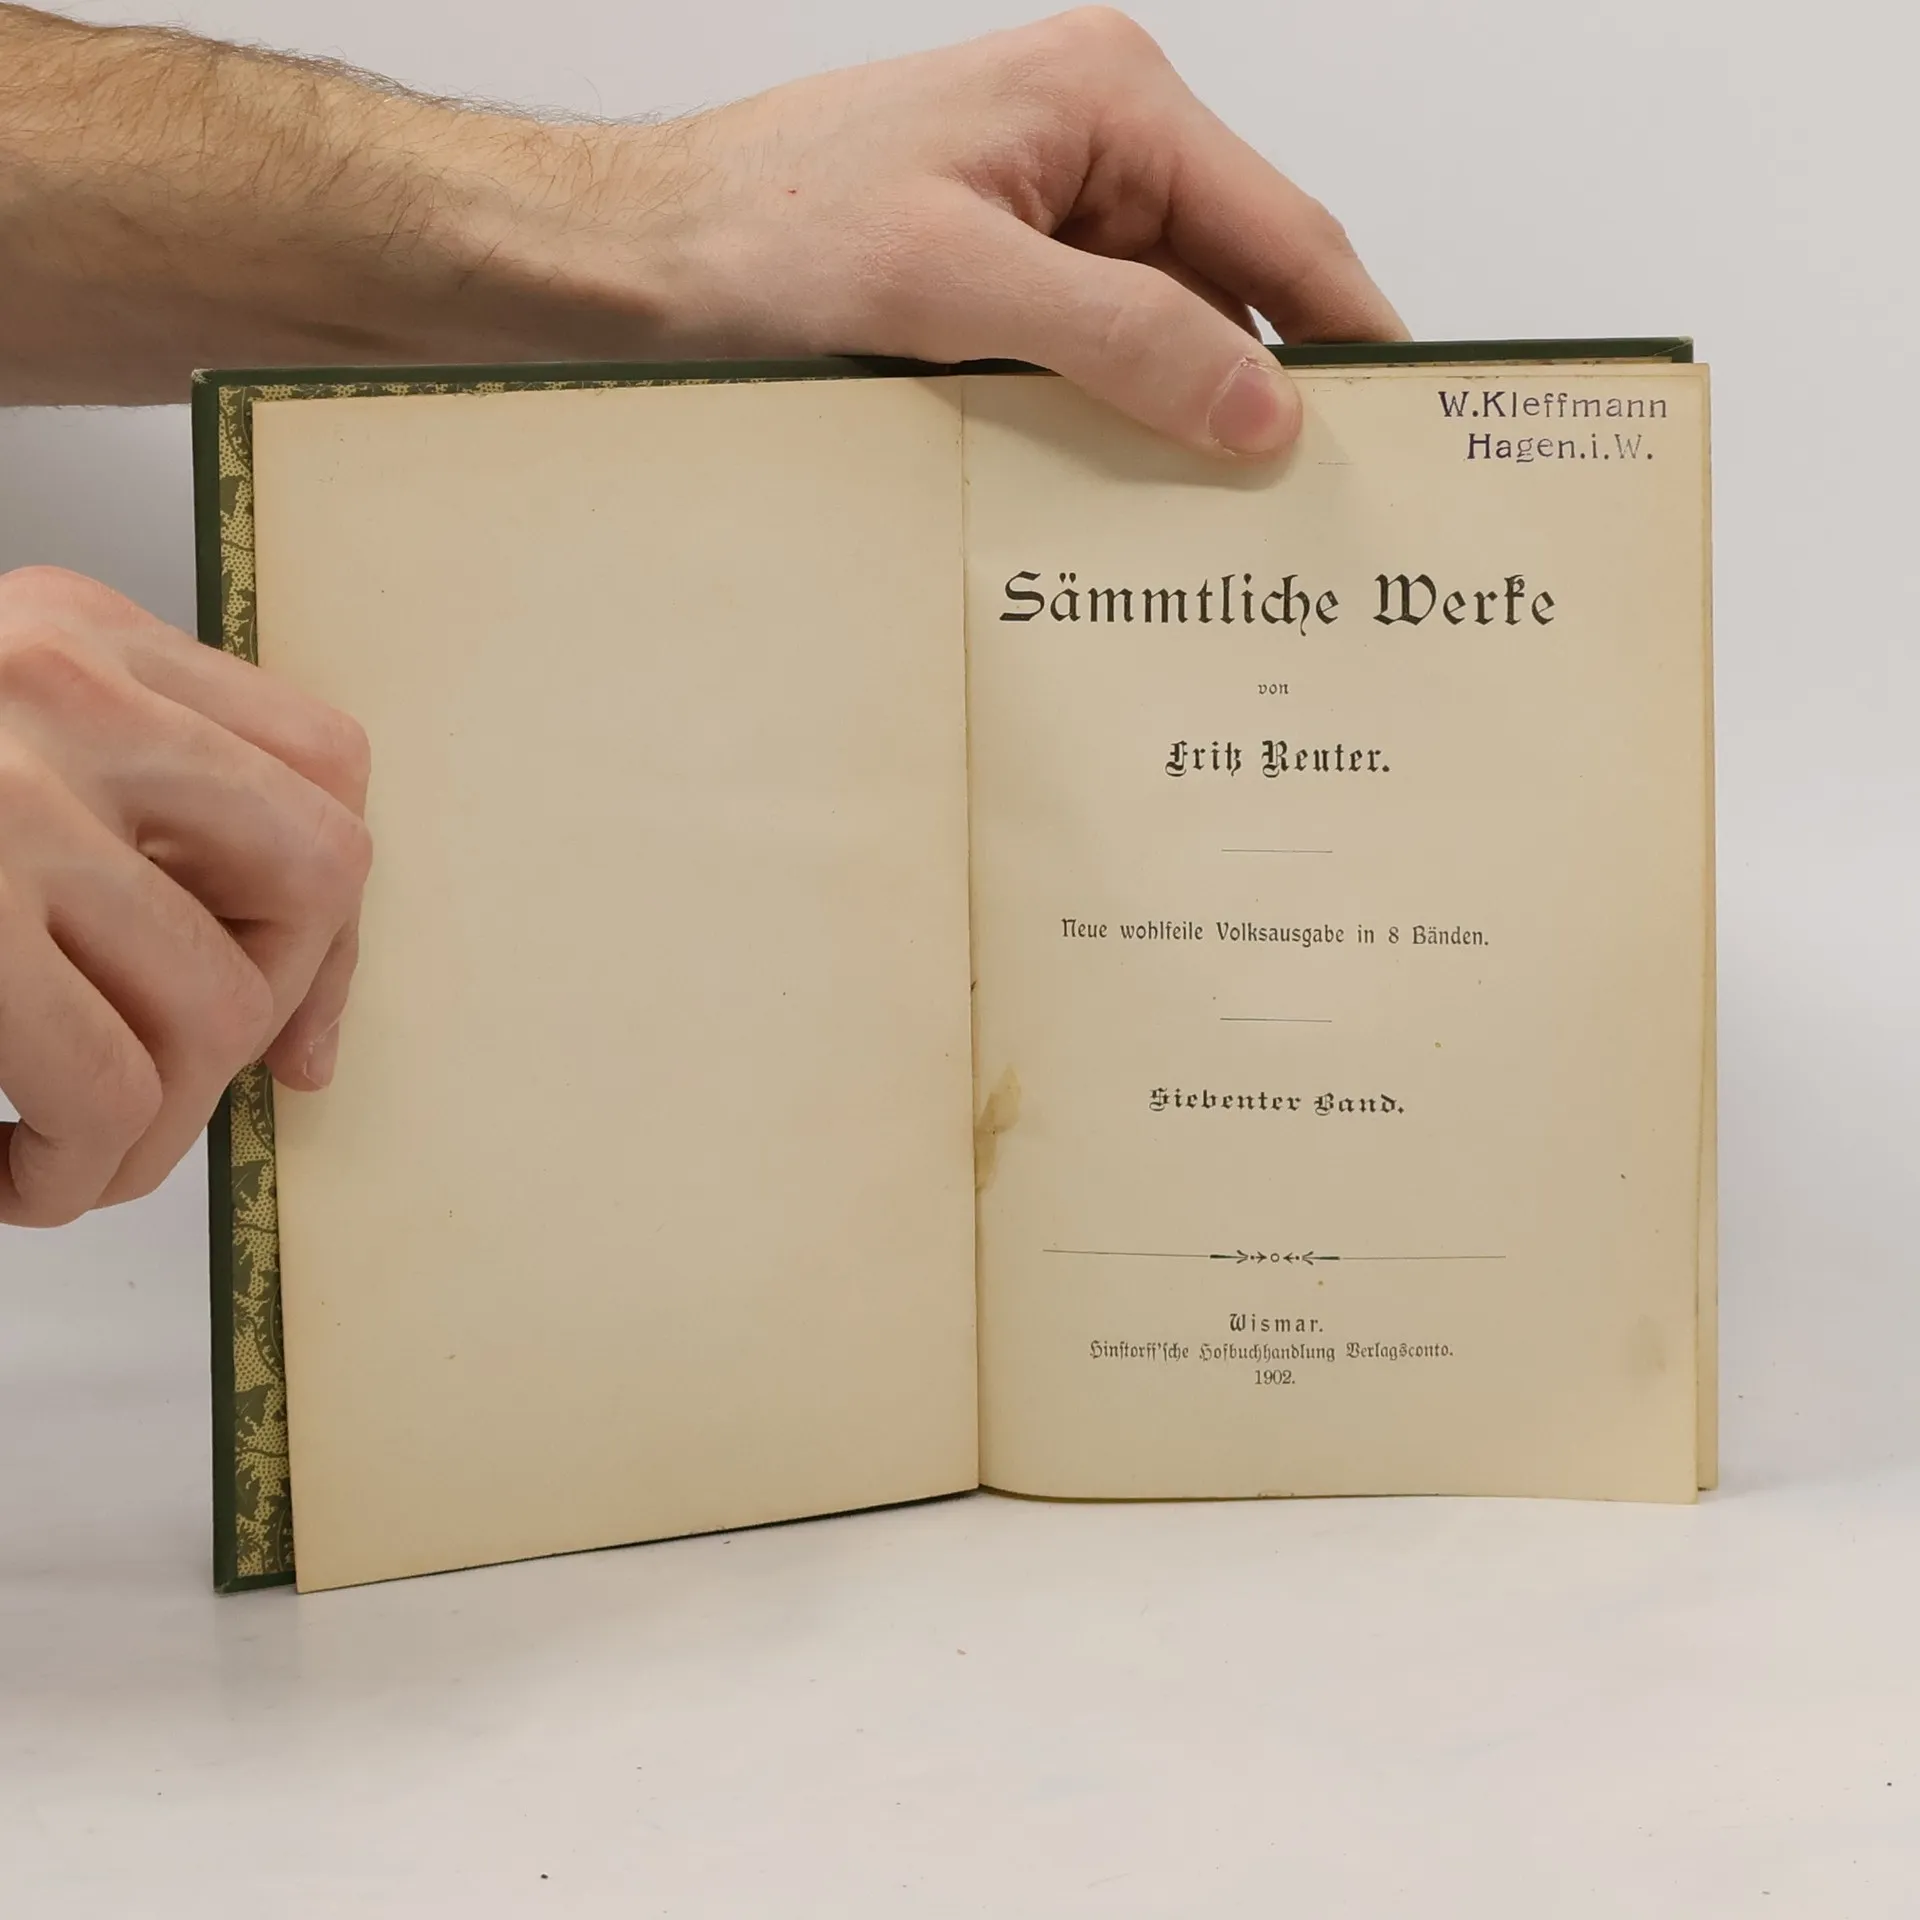 W.Kleffmann
Hagen.i.W.
Sämmtliche Werke
von
Fritz Reuter.
Neue wohlfeile Volksausgabe in 8 Bänden.
Siebenter Band.
Wismar.
Hinstorff'sche Hofbuchhandlung Verlagsconto.
1902.